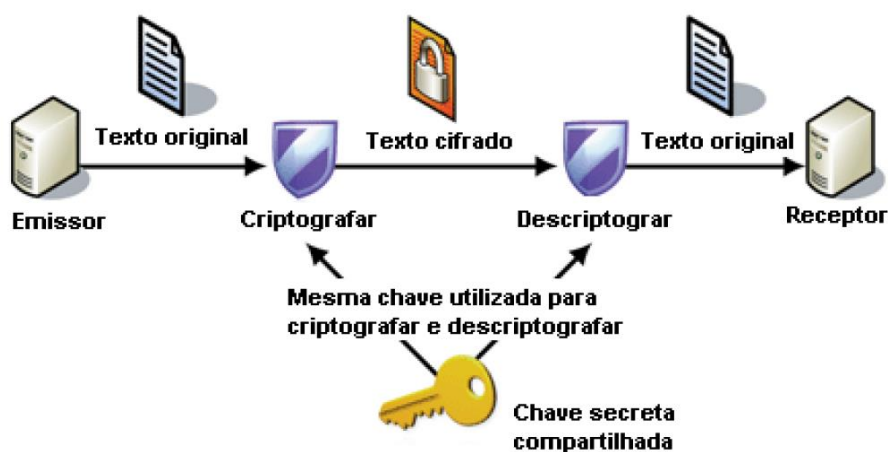 Texto original
Texto cifrado
Texto original
Emissor
Criptografar
Descriptograr
Receptor
Mesma chave utilizada para
criptografar e descriptografar
Chave secreta
compartilhada